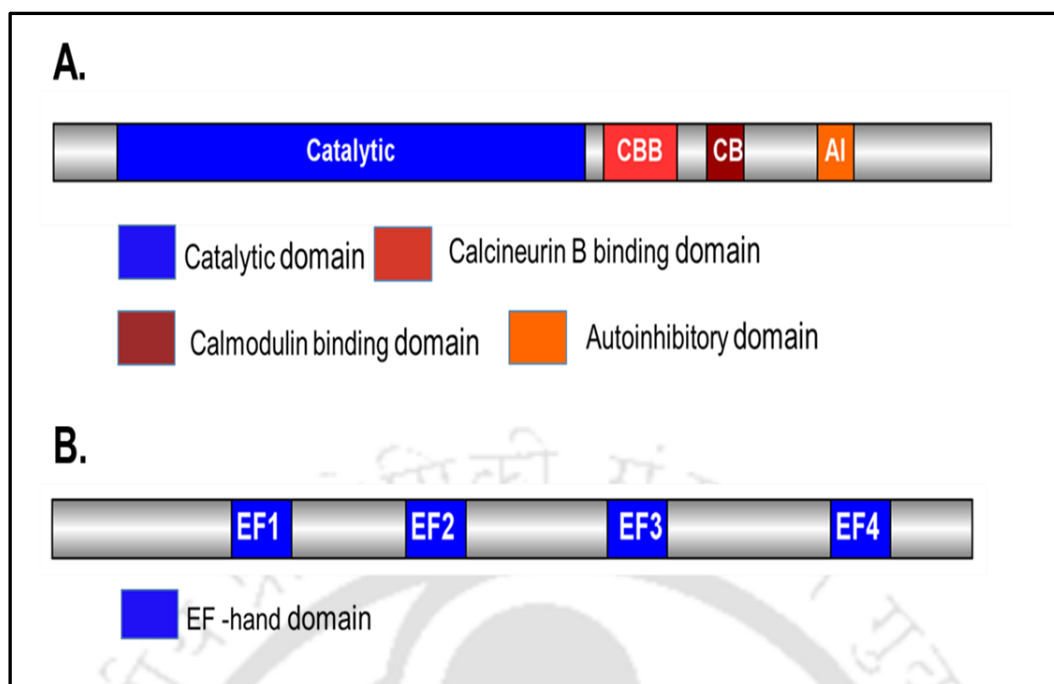 A.
Catalytic CBB CB AI
Catalytic domain Calcineurin B binding domain
Calmodulin binding domain Autoinhibitory domain
B.
EF1 EF2 EF3 EF4
EF -hand domain